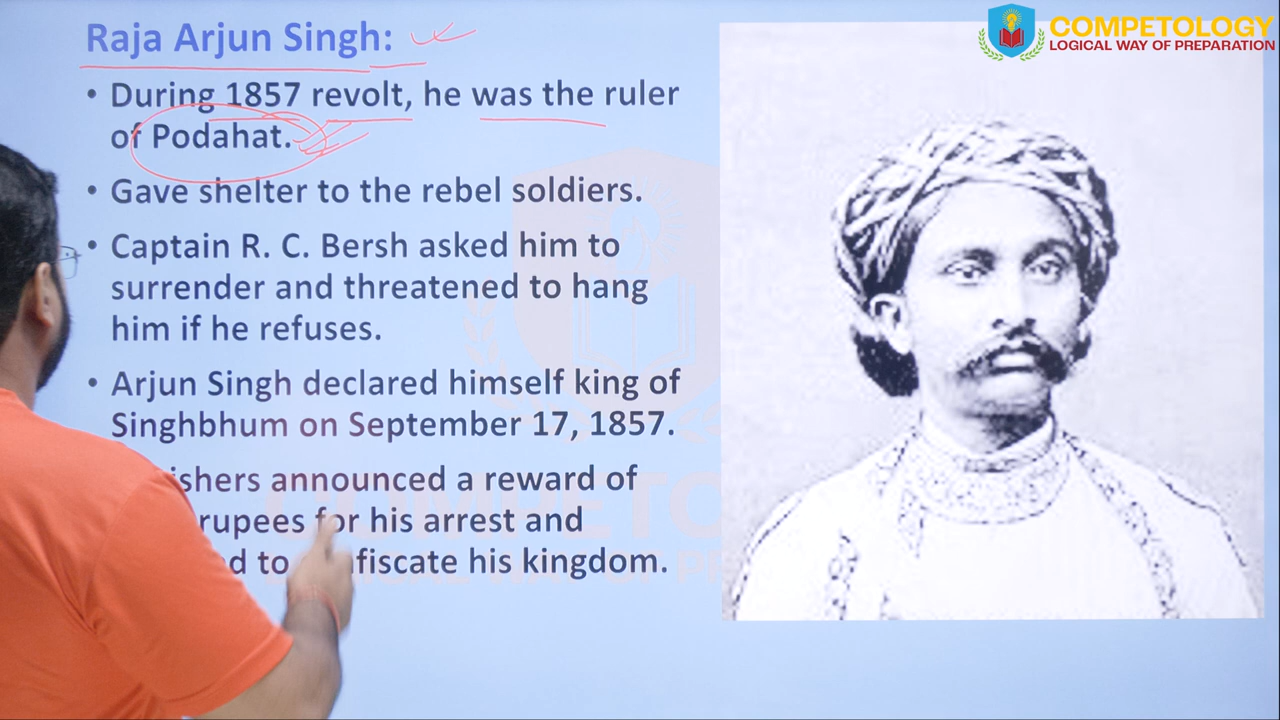 COMPETOLOGY
LOGICAL WAY OF PREPARATION
Raja Arjun Singh:
• During 1857 revolt, he was the ruler
of Podahat.
• Gave shelter to the rebel soldiers.
• Captain R. C. Bersh asked him to
surrender and threatened to hang
him if he refuses.
• Arjun Singh declared himself king of
Singhbhum on September 17, 1857.
announced a reward of
rupees for his arrest and
to his kingdom.